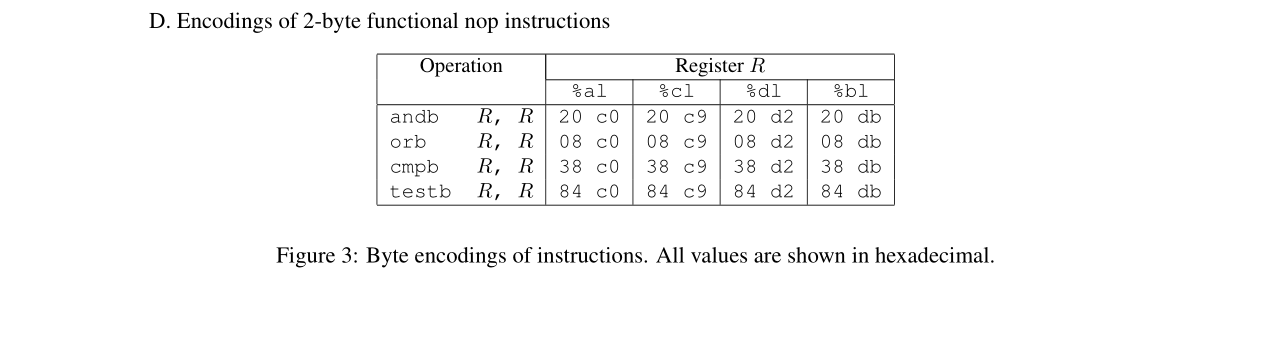 D. Encodings of 2-byte functional nop instructions
Operation Register R
%al %cl %dl %bl
andb R, R 20 c0 20 c9 20 d2 20 db
orb R, R 08 c0 08 c9 08 d2 08 db
cmpb R, R 38 c0 38 c9 38 d2 38 db
testb R, R 84 c0 84 c9 84 d2 84 db
Figure 3: Byte encodings of instructions. All values are shown in hexadecimal.